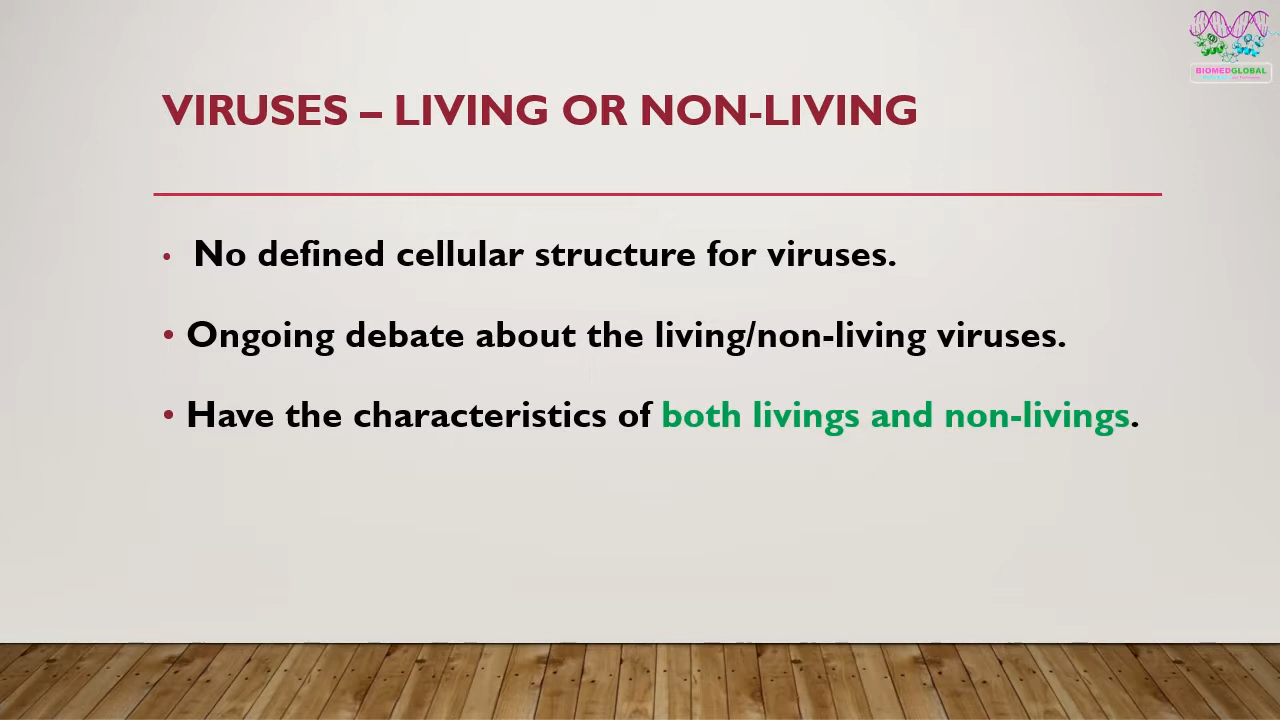 BIOMEDGLOBAL
VIRUSES – LIVING OR NON-LIVING
• No defined cellular structure for viruses.
• Ongoing debate about the living/non-living viruses.
• Have the characteristics of both livings and non-livings.